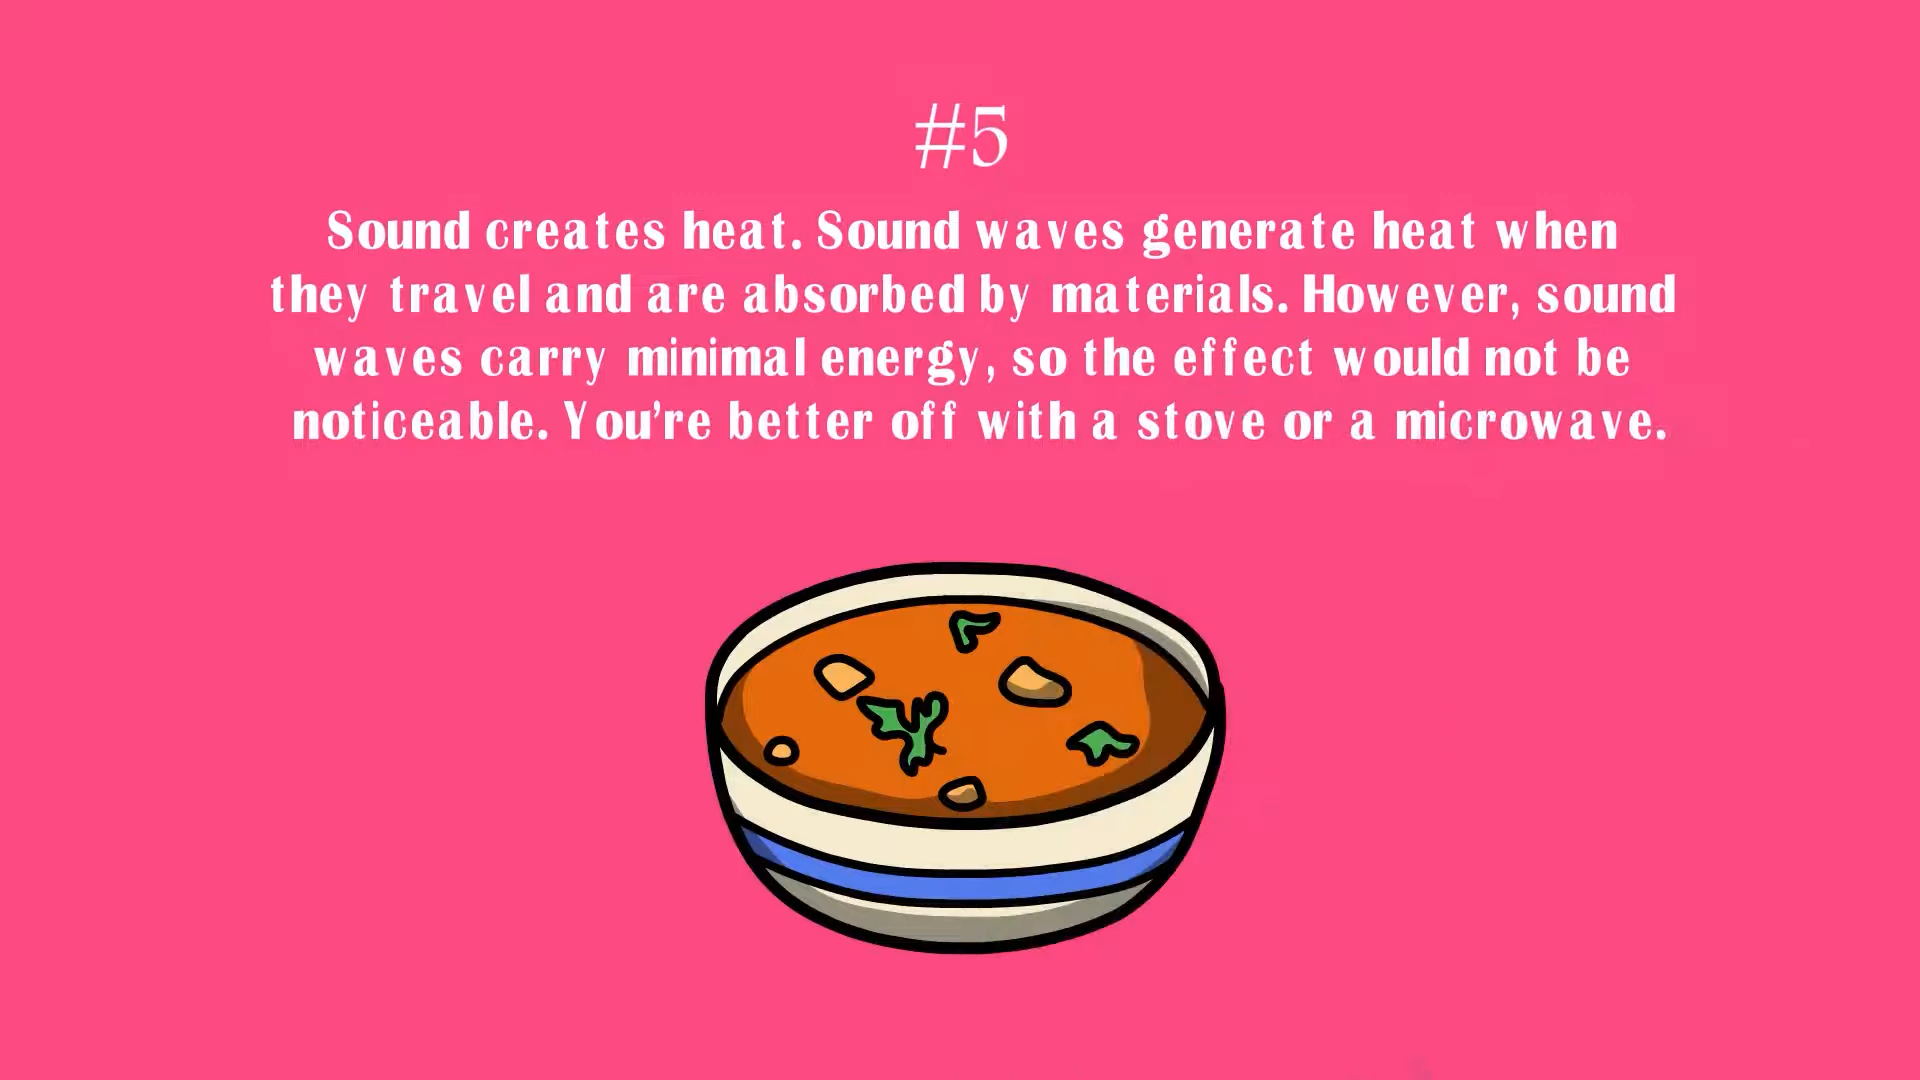 #5
Sound creates heat. Sound waves generate heat when
they travel and are absorbed by materials. However, sound
waves carry minimal energy, so the effect would not be
noticeable. You're better off with a stove or a microwave.